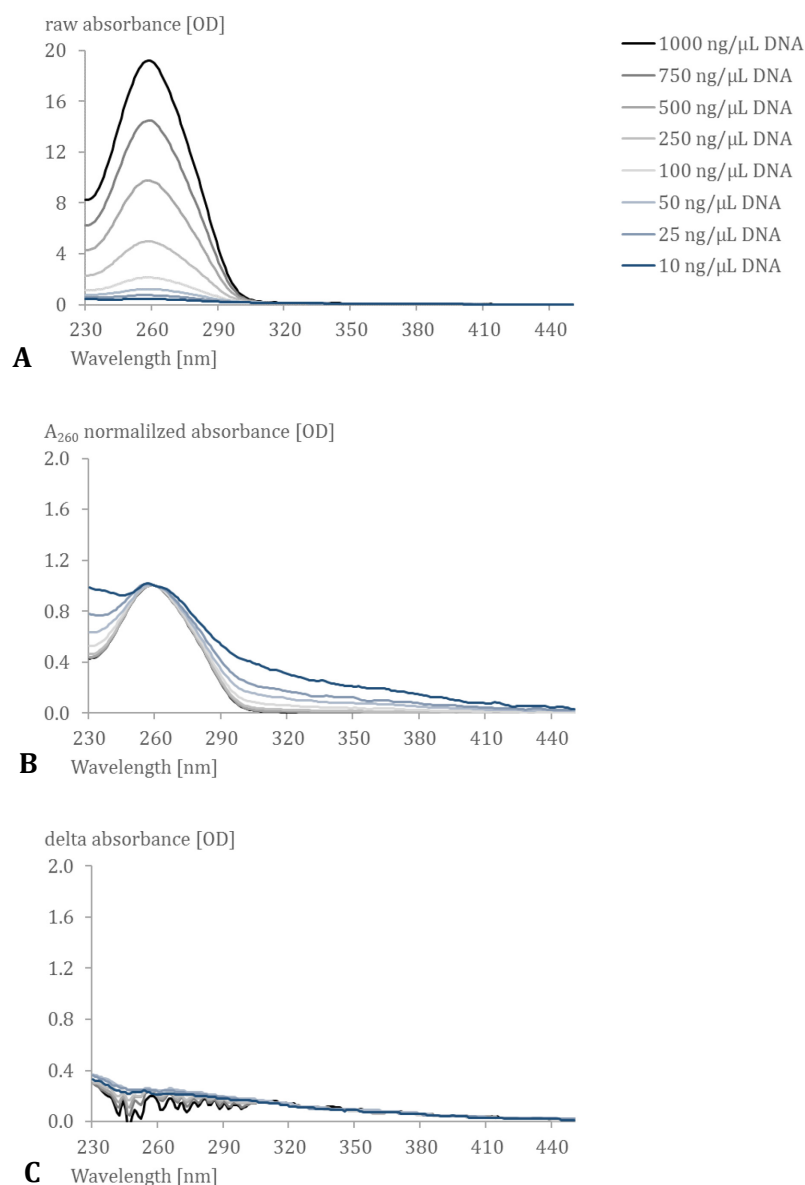 raw absorbance [OD]
20
16
12
8
4
0
230 260 290 320 350 380 410 440
A Wavelength [nm]
1000 ng/μL DNA
750 ng/μL DNA
500 ng/μL DNA
250 ng/μL DNA
100 ng/μL DNA
50 ng/μL DNA
25 ng/μL DNA
10 ng/μL DNA
A₂₆₀ normalilzed absorbance [OD]
2.0
1.6
1.2
0.8
0.4
0.0
230 260 290 320 350 380 410 440
B Wavelength [nm]
delta absorbance [OD]
2.0
1.6
1.2
0.8
0.4
0.0
230 260 290 320 350 380 410 440
C Wavelength [nm]